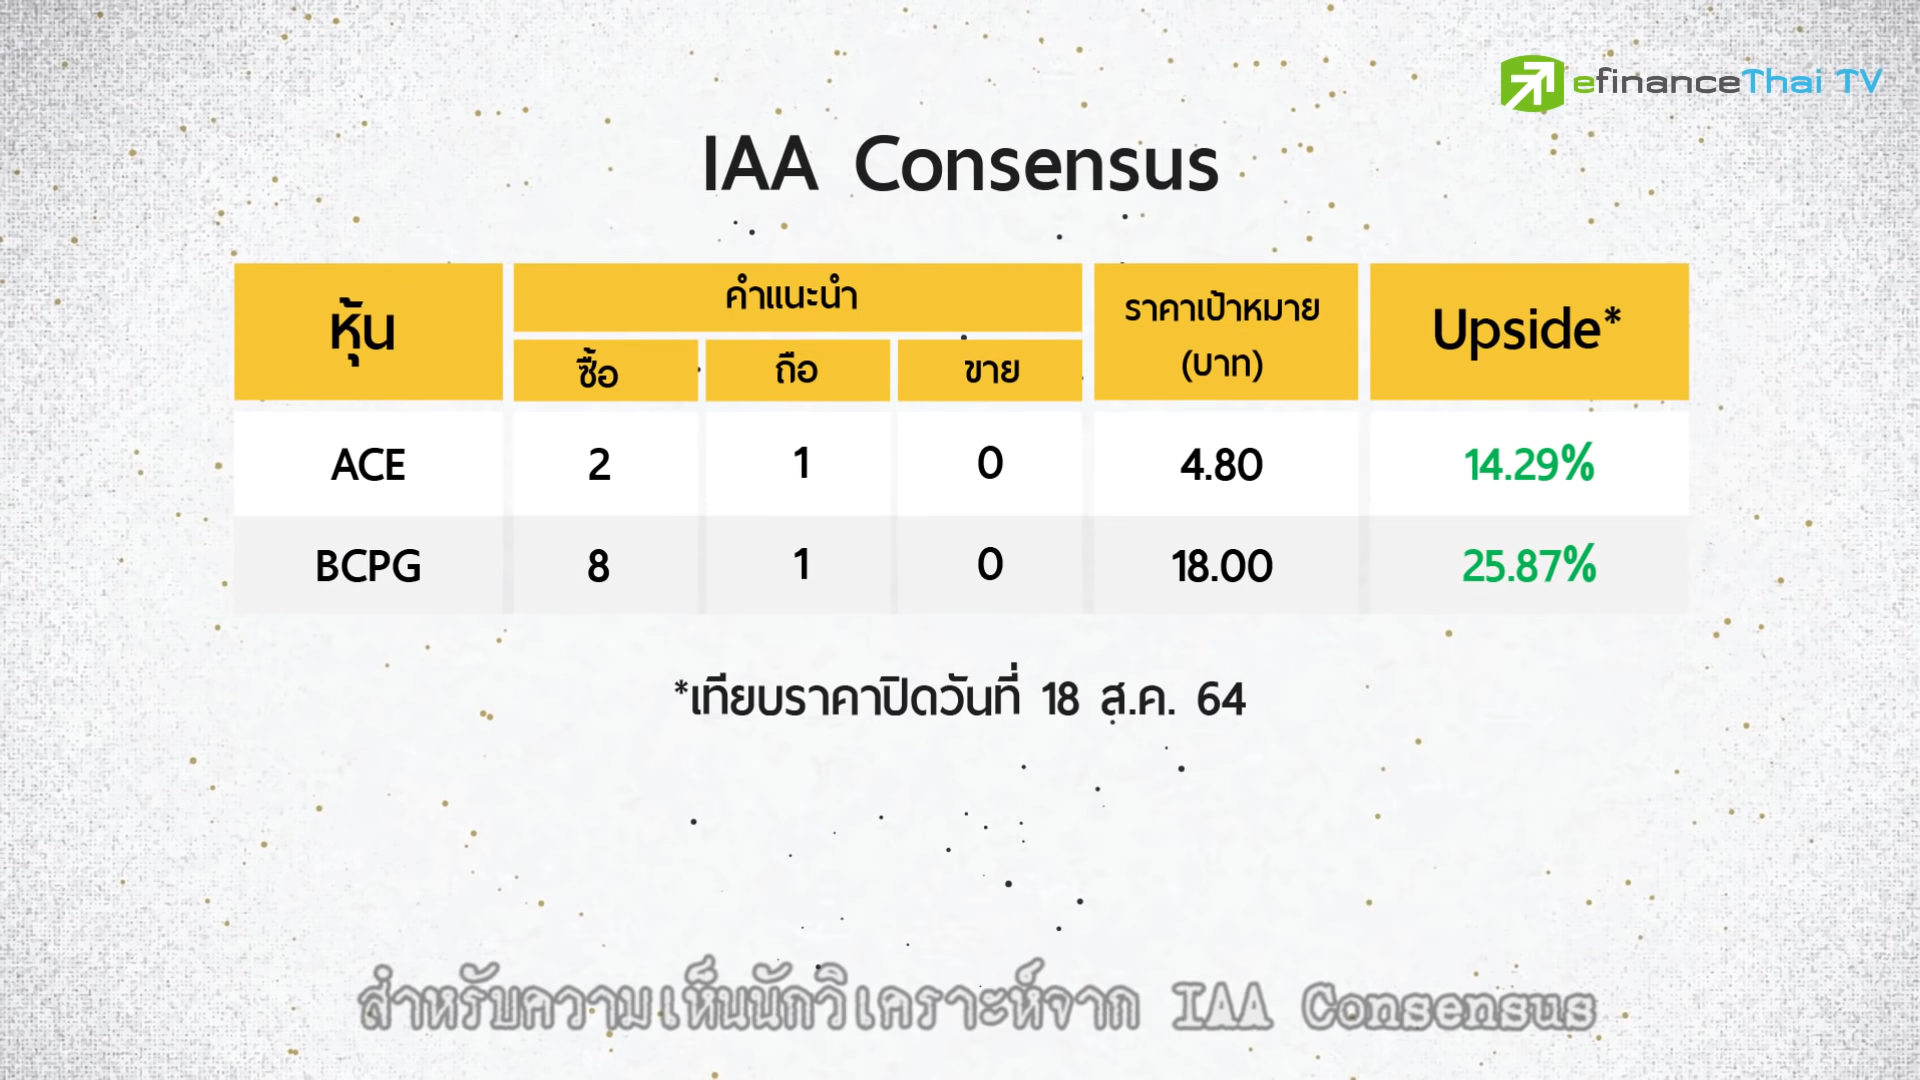 efinanceThai TV
IAA Consensus
หุ้น คำแนะนำ ราคาเป้าหมาย (บาท) Upside*
ซื้อ ถือ ขาย
ACE 2 1 0 4.80 14.29%
BCPG 8 1 0 18.00 25.87%
*เทียบราคาปิดวันที่ 18 ส.ค. 64
สำหรับความเห็นนักวิเคราะห์จาก IAA Consensus